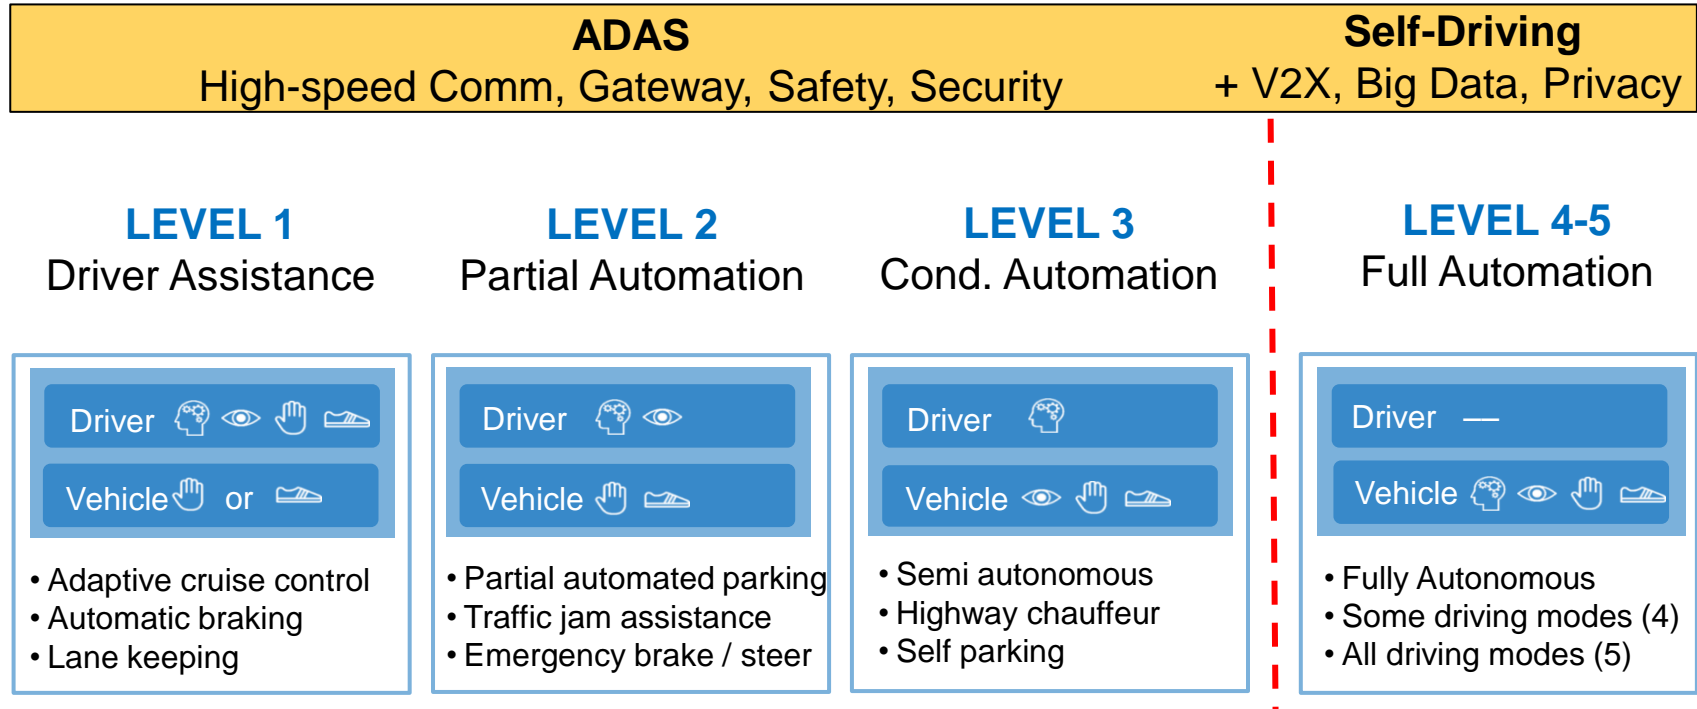 ADAS
High-speed Comm, Gateway, Safety, Security
Self-Driving
+ V2X, Big Data, Privacy
LEVEL 1
Driver Assistance
Driver
Vehicle or
• Adaptive cruise control
• Automatic braking
• Lane keeping
LEVEL 2
Partial Automation
Driver
Vehicle
• Partial automated parking
• Traffic jam assistance
• Emergency brake / steer
LEVEL 3
Cond. Automation
Driver
Vehicle
• Semi autonomous
• Highway chauffeur
• Self parking
LEVEL 4-5
Full Automation
Driver —
Vehicle
• Fully Autonomous
• Some driving modes (4)
• All driving modes (5)